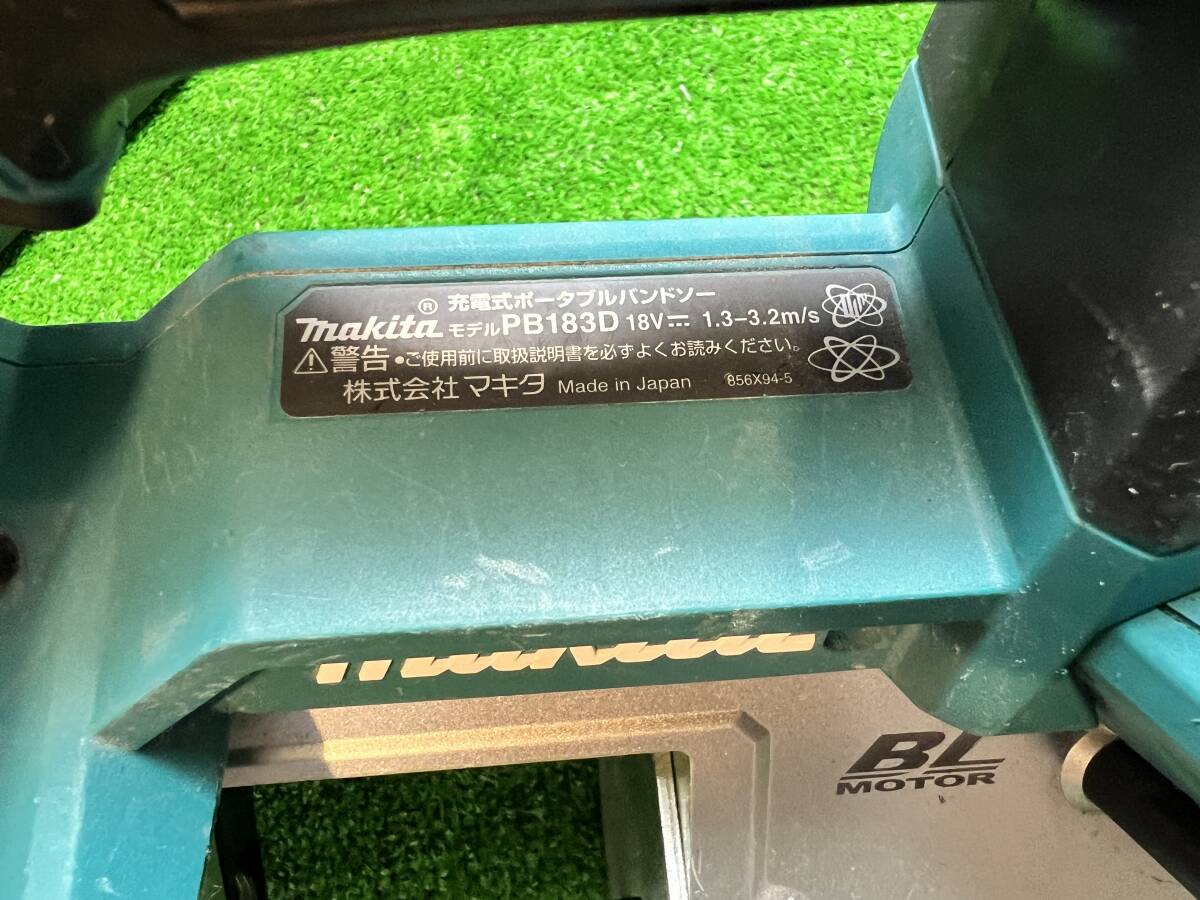 充電式ポータブルバンドソー
makita® モデルPB183D 18V⎓ 1.3-3.2m/s
⚠警告 ●ご使用前に取扱説明書を必ずよくお読みください。
株式会社 マキタ Made in Japan 856X94-5
makita
BL
MOTOR